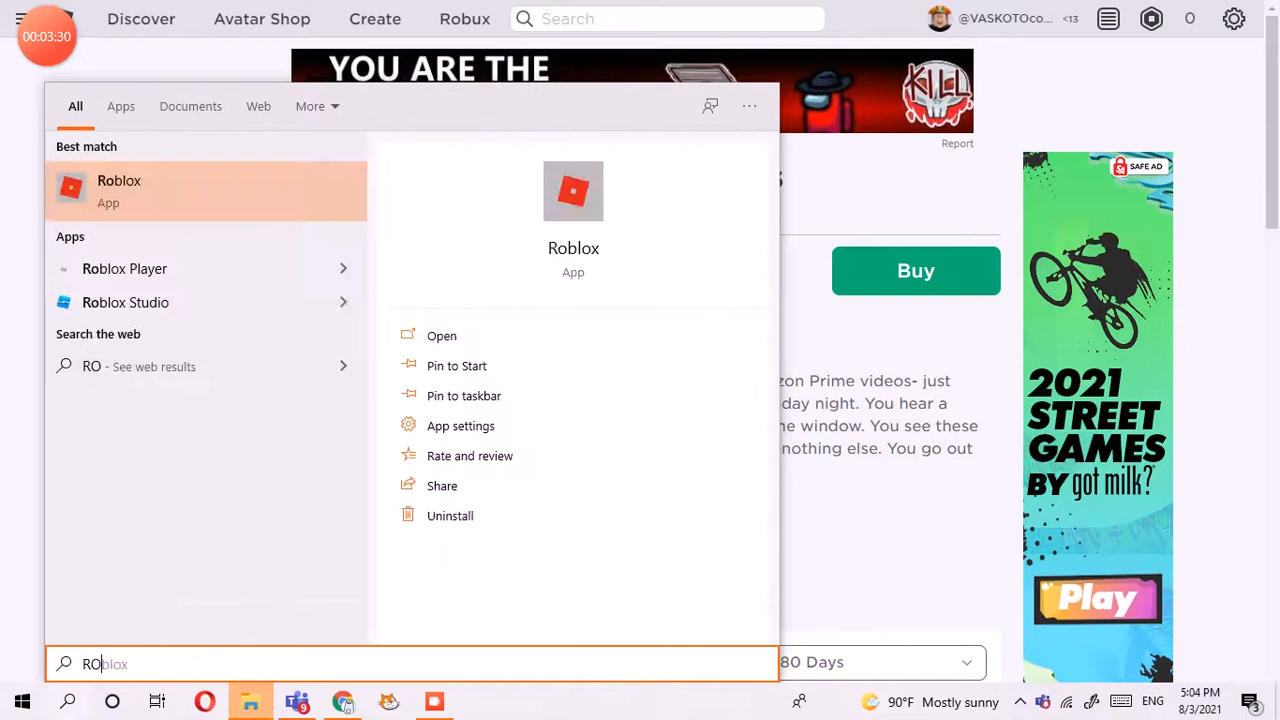 00:03:30
Discover Avatar Shop Create Robux Search @VASKOTOco... <13 0
YOU ARE THE
KILL
Report
All Apps Documents Web More
Best match
Roblox
App
Apps
Roblox Player
Roblox Studio
Search the web
RO - See web results
Roblox
App
Open
Pin to Start
Pin to taskbar
App settings
Rate and review
Share
Uninstall
Buy
zon Prime videos- just
day night. You hear a
ne window. You see these
nothing else. You go out
80 Days
SAFE AD
2021
STREET
GAMES
BY got milk?
Play
ROblox
9
90°F Mostly sunny
ENG
5:04 PM
8/3/2021
3